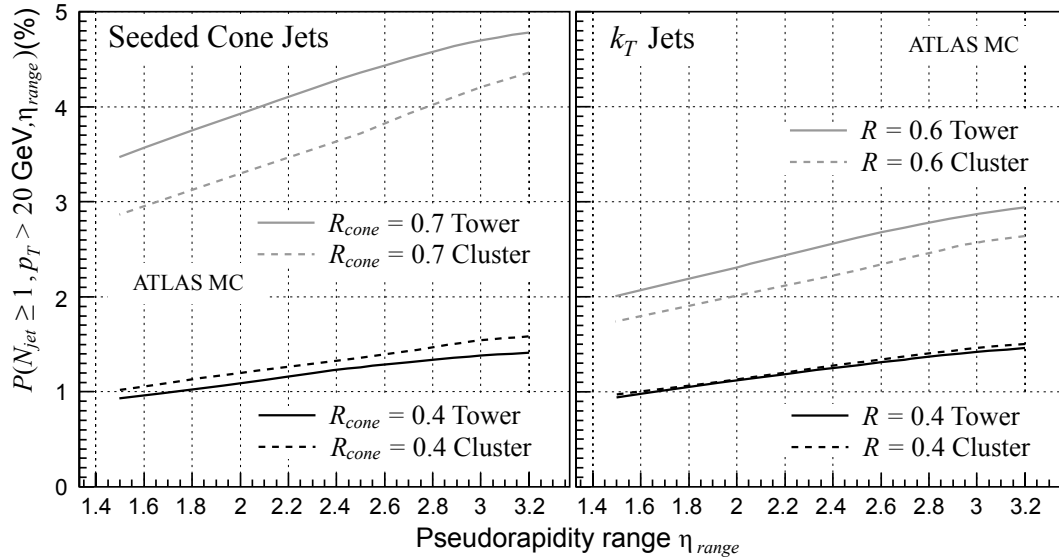 P(N_jet ≥ 1, p_T > 20 GeV, η_range)(%)
5
4
3
2
1
0
Seeded Cone Jets
R_cone = 0.7 Tower
R_cone = 0.7 Cluster
ATLAS MC
R_cone = 0.4 Tower
R_cone = 0.4 Cluster
1.4 1.6 1.8 2 2.2 2.4 2.6 2.8 3 3.2
k_T Jets
ATLAS MC
R = 0.6 Tower
R = 0.6 Cluster
R = 0.4 Tower
R = 0.4 Cluster
1.4 1.6 1.8 2 2.2 2.4 2.6 2.8 3 3.2
Pseudorapidity range η_range